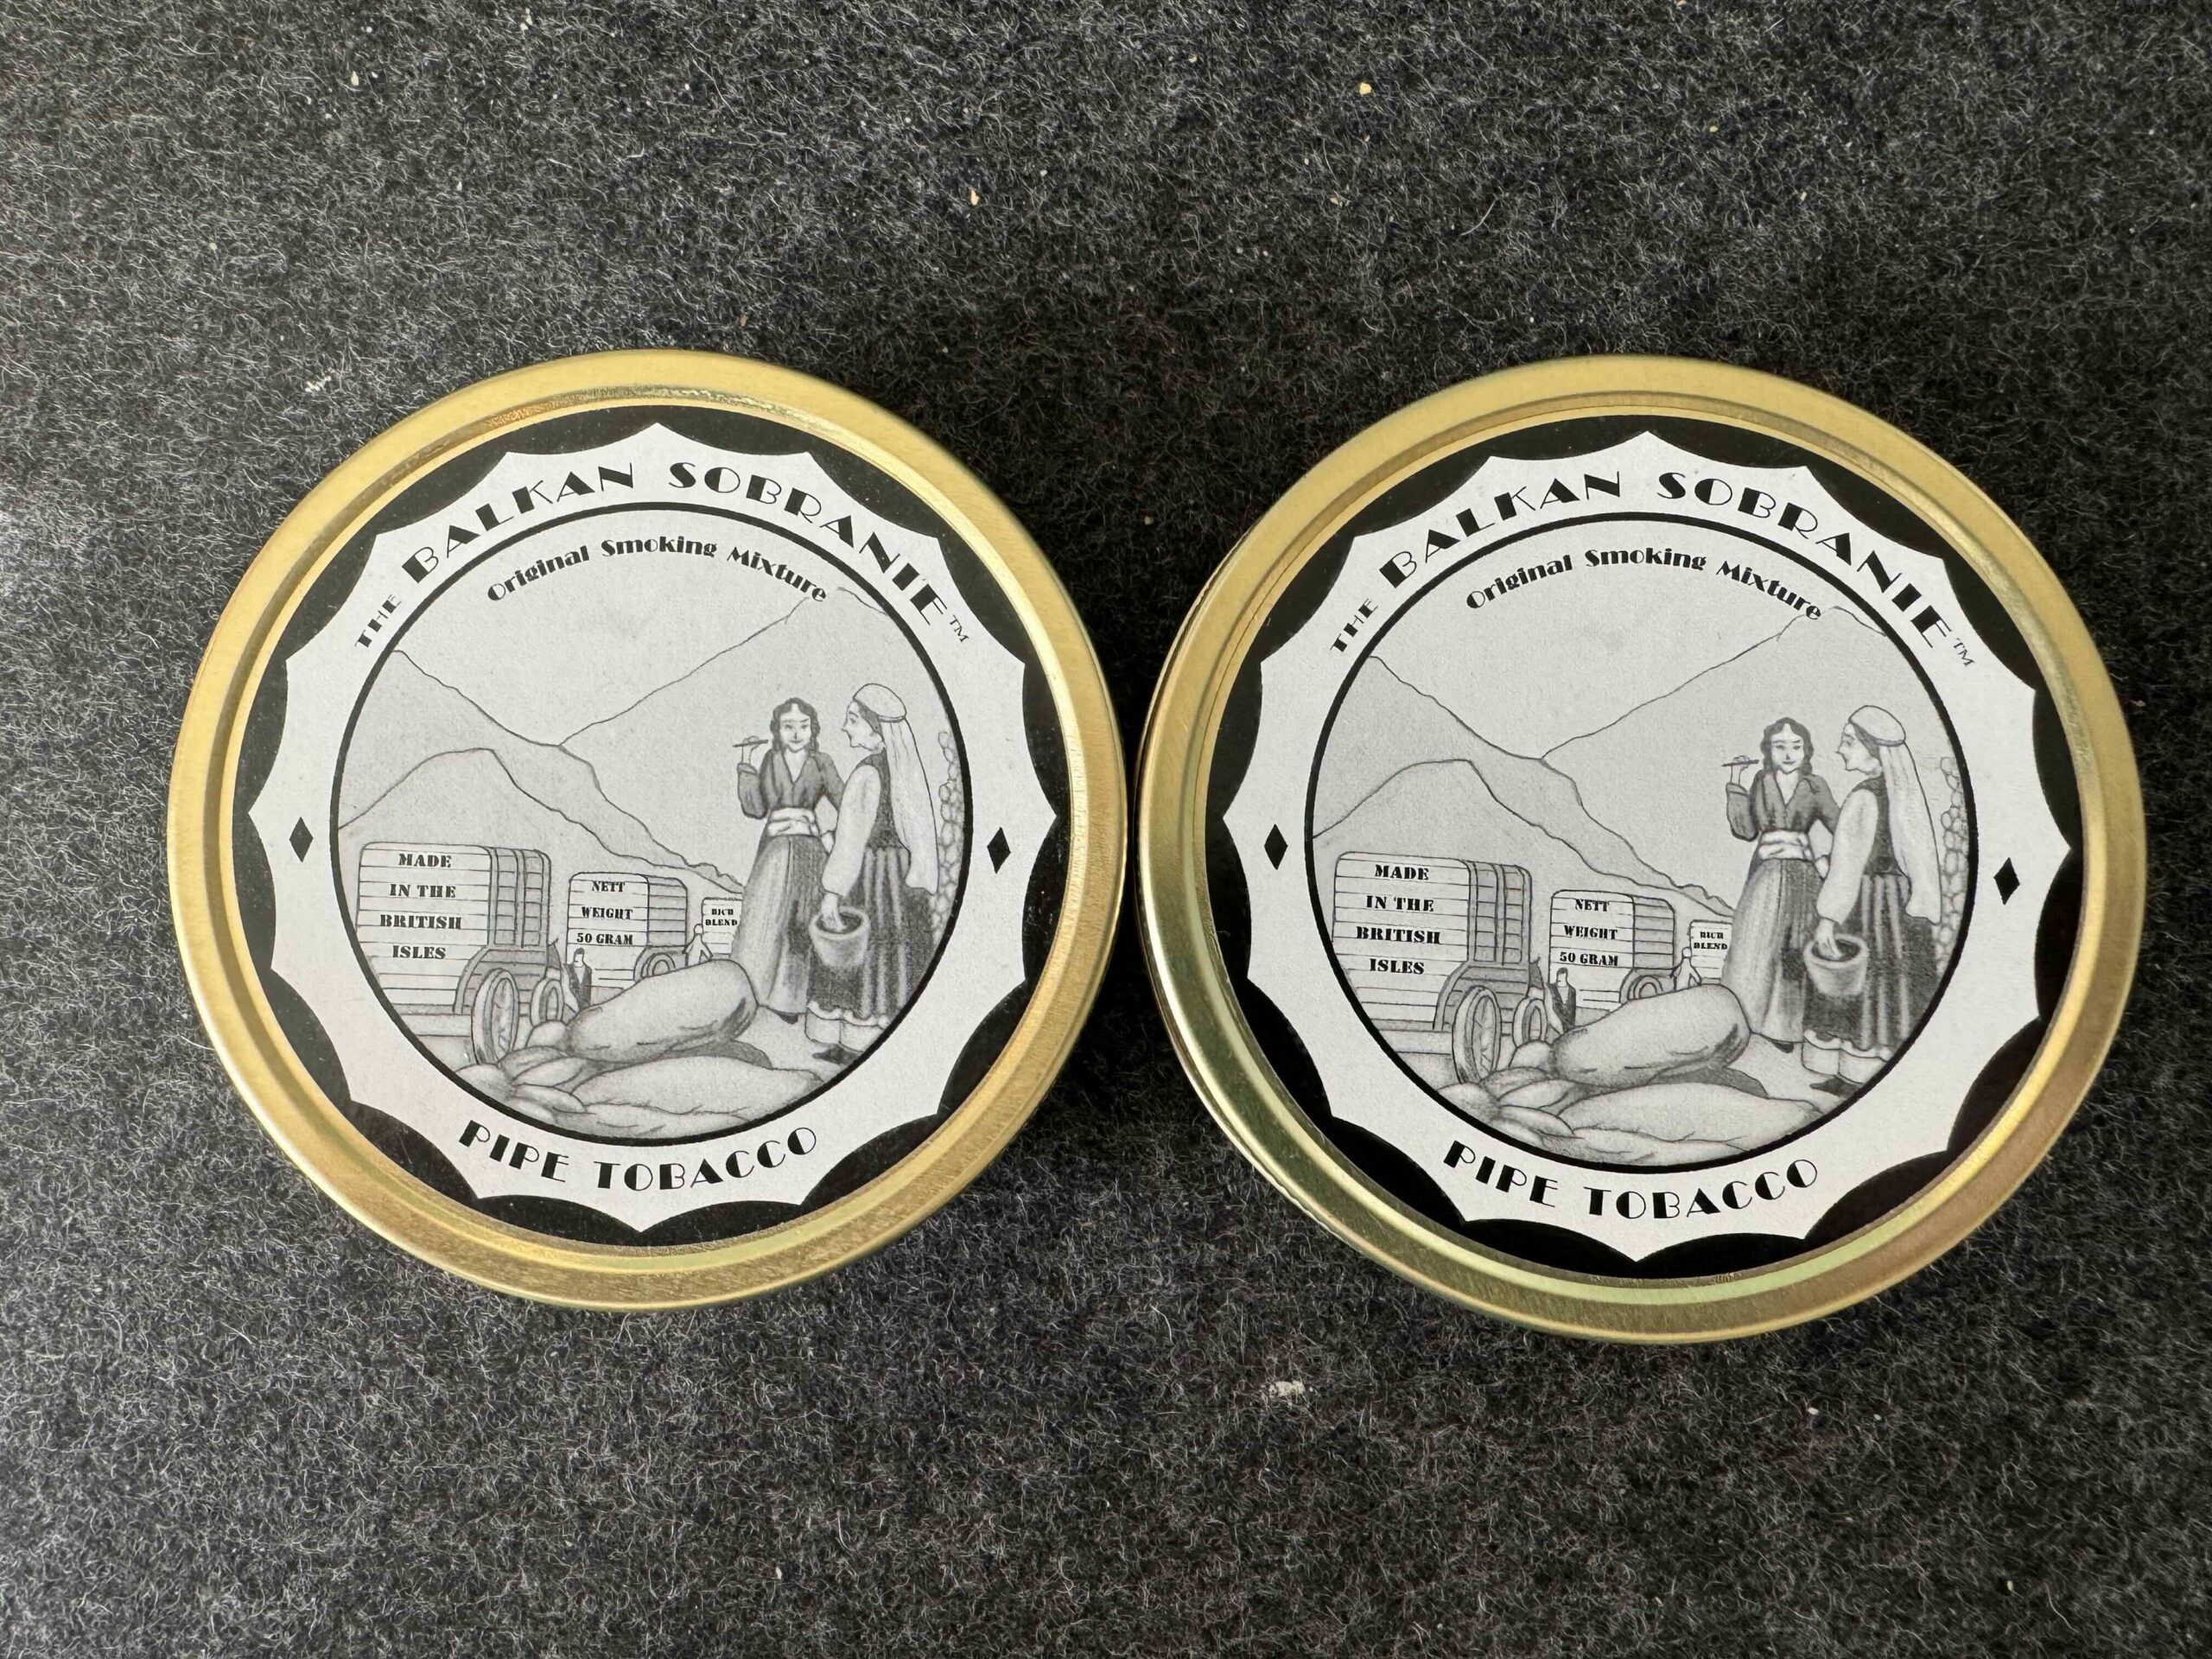 THE BALKAN SOBRANIE™
Original Smoking Mixture
MADE
IN THE
BRITISH
ISLES
NETT
WEIGHT
50 GRAM
RICH
BLEND
PIPE TOBACCO
THE BALKAN SOBRANIE™
Original Smoking Mixture
MADE
IN THE
BRITISH
ISLES
NETT
WEIGHT
50 GRAM
RICH
BLEND
PIPE TOBACCO